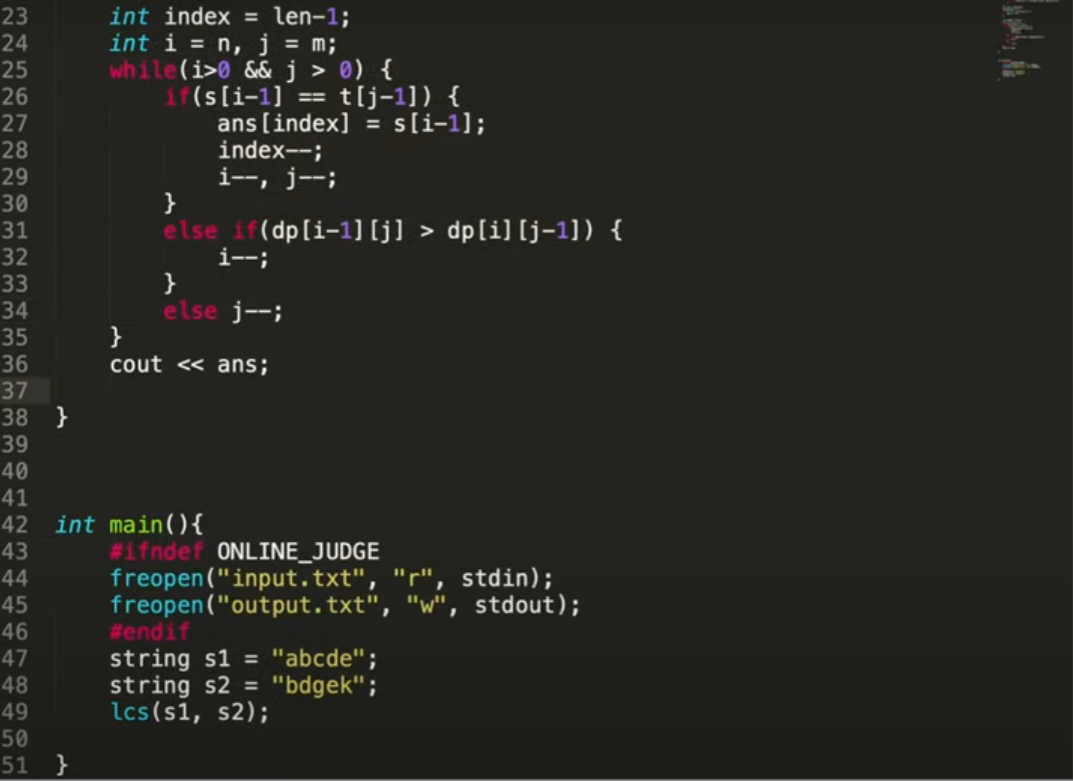 23 int index = len-1;
24 int i = n, j = m;
25 while(i>0 && j > 0) {
26 if(s[i-1] == t[j-1]) {
27 ans[index] = s[i-1];
28 index--;
29 i--, j--;
30 }
31 else if(dp[i-1][j] > dp[i][j-1]) {
32 i--;
33 }
34 else j--;
35 }
36 cout << ans;
37
38 }
39
40
41
42 int main(){
43 #ifndef ONLINE_JUDGE
44 freopen("input.txt", "r", stdin);
45 freopen("output.txt", "w", stdout);
46 #endif
47 string s1 = "abcde";
48 string s2 = "bdgek";
49 lcs(s1, s2);
50
51 }